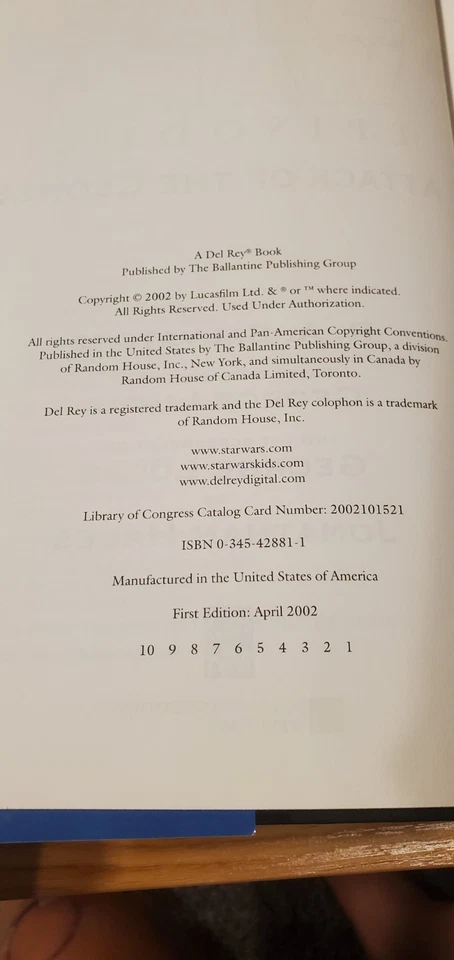 A Del Rey® Book
Published by The Ballantine Publishing Group
Copyright © 2002 by Lucasfilm Ltd. & ® or ™ where indicated.
All Rights Reserved. Used Under Authorization.
All rights reserved under International and Pan-American Copyright Conventions.
Published in the United States by The Ballantine Publishing Group, a division
of Random House, Inc., New York, and simultaneously in Canada by
Random House of Canada Limited, Toronto.
Del Rey is a registered trademark and the Del Rey colophon is a trademark
of Random House, Inc.
www.starwars.com
www.starwarskids.com
www.delreydigital.com
Library of Congress Catalog Card Number: 2002101521
ISBN 0-345-42881-1
Manufactured in the United States of America
First Edition: April 2002
10 9 8 7 6 5 4 3 2 1